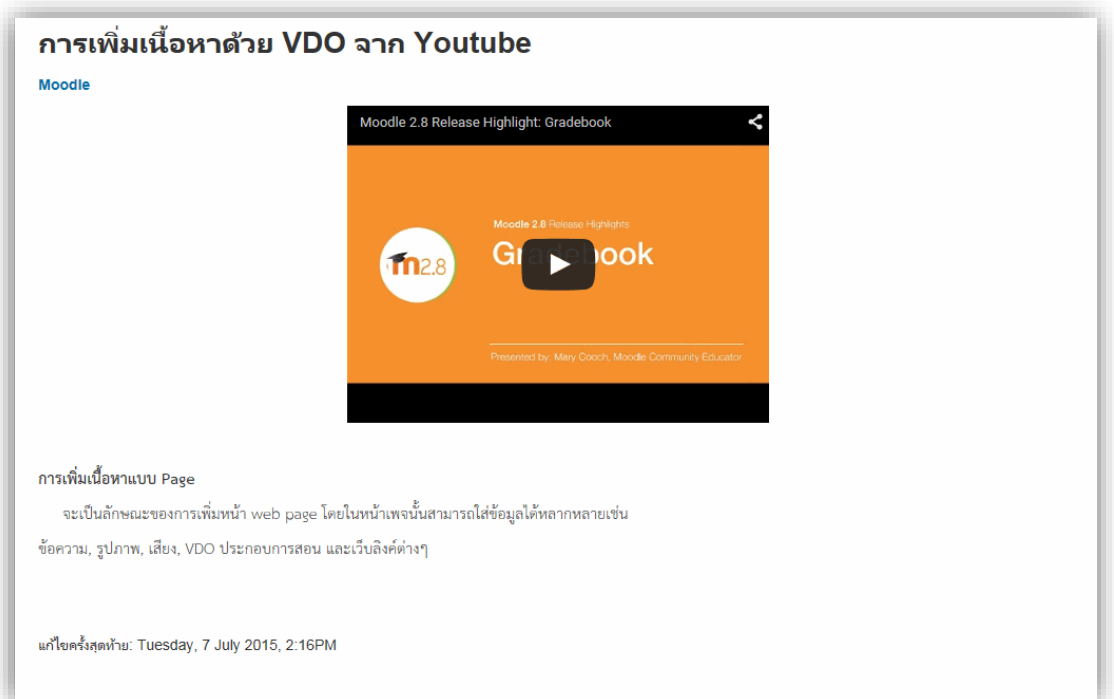 การเพิ่มเนื้อหาด้วย VDO จาก Youtube
Moodle
Moodle 2.8 Release Highlight: Gradebook
Moodle 2.8 Release Highlights
Gradebook
m2.8
Presented by: Mary Cooch, Moodle Community Educator
การเพิ่มเนื้อหาแบบ Page
จะเป็นลักษณะของการเพิ่มหน้า web page โดยในหน้าเพจนั้นสามารถใส่ข้อมูลได้หลากหลายเช่น
ข้อความ, รูปภาพ, เสียง, VDO ประกอบการสอน และเว็บลิงค์ต่างๆ
แก้ไขครั้งสุดท้าย: Tuesday, 7 July 2015, 2:16PM